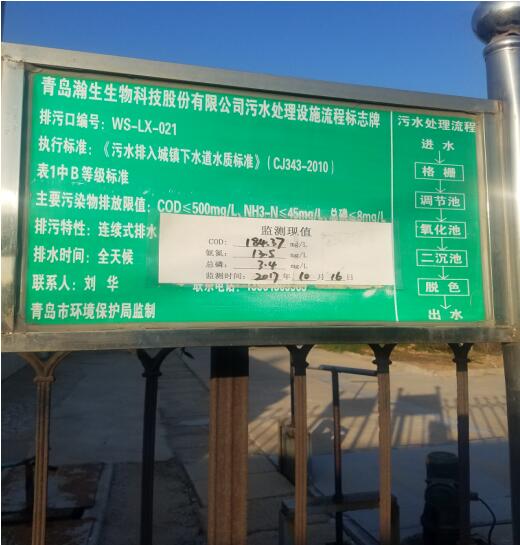 青岛瀚生生物科技股份有限公司污水处理设施流程标志牌
排污口编号: WS-LX-021
执行标准:《污水排入城镇下水道水质标准》(CJ343-2010)
表1中B等级标准
主要污染物排放限值: COD≤500mg/L, NH3-N≤45mg/L, 总磷≤8mg/L
排污特性: 连续式排水
排水时间: 全天候
联系人: 刘 华
青岛市环境保护局监制
监测现值
COD: 184.37 mg/L
氨氮: 13.5 mg/L
总磷: 3.4 mg/L
监测时间: 2017 年 10 月 16 日
污水处理流程
进 水
格 栅
调节池
氧化池
二沉池
脱 色
出 水